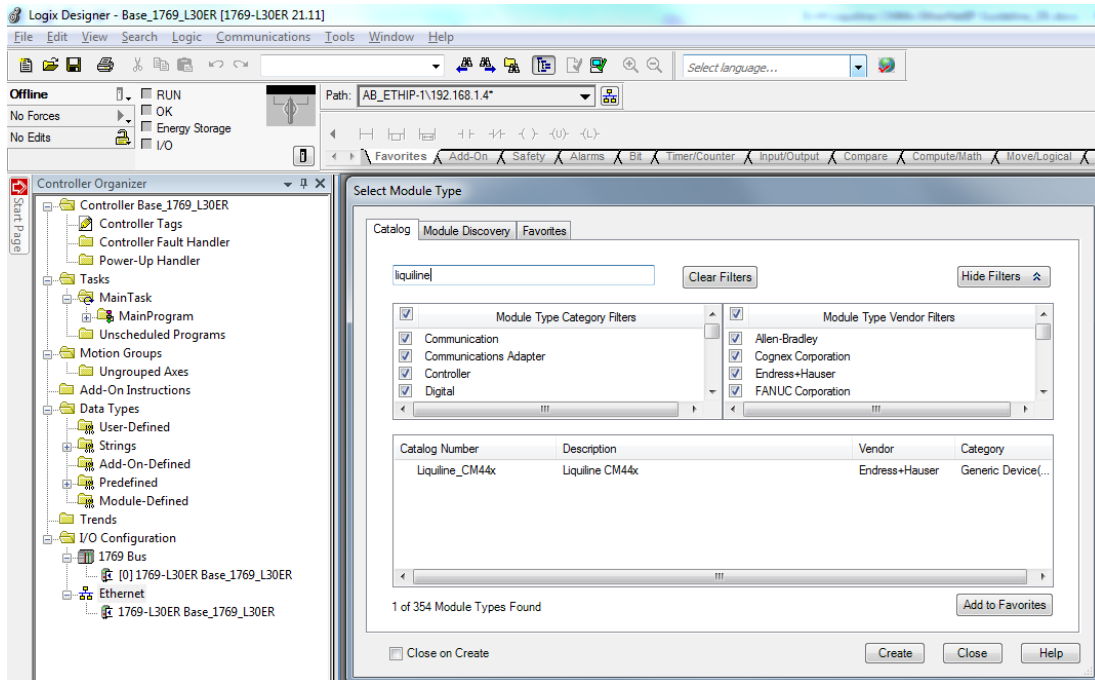 Logix Designer - Base_1769_L30ER [1769-L30ER 21.11]
File Edit View Search Logic Communications Tools Window Help
Select language...
Offline
RUN
Path: AB_ETHIP-1\192.168.1.4*
No Forces
OK
Energy Storage
No Edits
I/O
Favorites Add-On Safety Alarms Bit Timer/Counter Input/Output Compare Compute/Math Move/Logical
Start Page
Controller Organizer
Controller Base_1769_L30ER
Controller Tags
Controller Fault Handler
Power-Up Handler
Tasks
MainTask
MainProgram
Unscheduled Programs
Motion Groups
Ungrouped Axes
Add-On Instructions
Data Types
User-Defined
Strings
Add-On-Defined
Predefined
Module-Defined
Trends
I/O Configuration
1769 Bus
[0] 1769-L30ER Base_1769_L30ER
Ethernet
1769-L30ER Base_1769_L30ER
Select Module Type
Catalog Module Discovery Favorites
liquiline
Clear Filters
Hide Filters
Module Type Category Filters
Communication
Communications Adapter
Controller
Digital
Module Type Vendor Filters
Allen-Bradley
Cognex Corporation
Endress+Hauser
FANUC Corporation
Catalog Number Description Vendor Category
Liquiline_CM44x Liquiline CM44x Endress+Hauser Generic Device(...
1 of 354 Module Types Found
Add to Favorites
Close on Create
Create Close Help